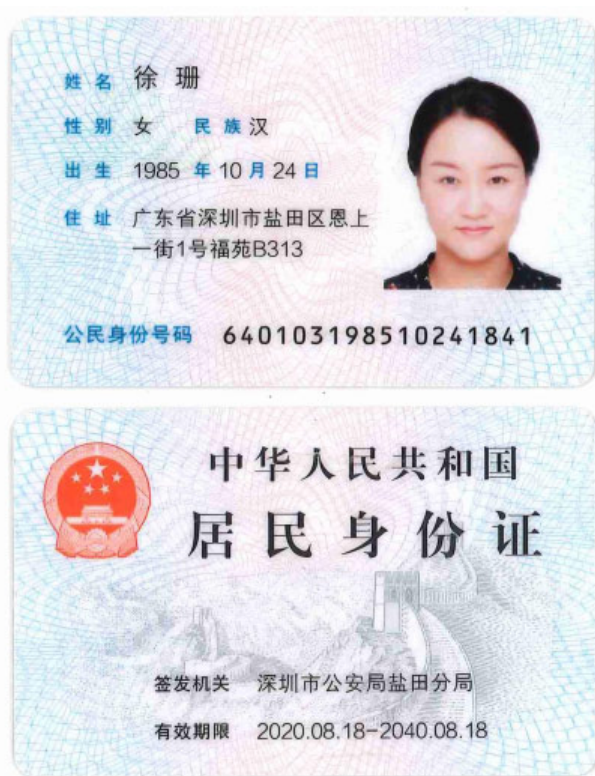 姓名 徐珊
性别 女 民族 汉
出生 1985 年 10 月 24 日
住址 广东省深圳市盐田区恩上
一街1号福苑B313
公民身份号码 640103198510241841
中华人民共和国
居民身份证
签发机关 深圳市公安局盐田分局
有效期限 2020.08.18-2040.08.18